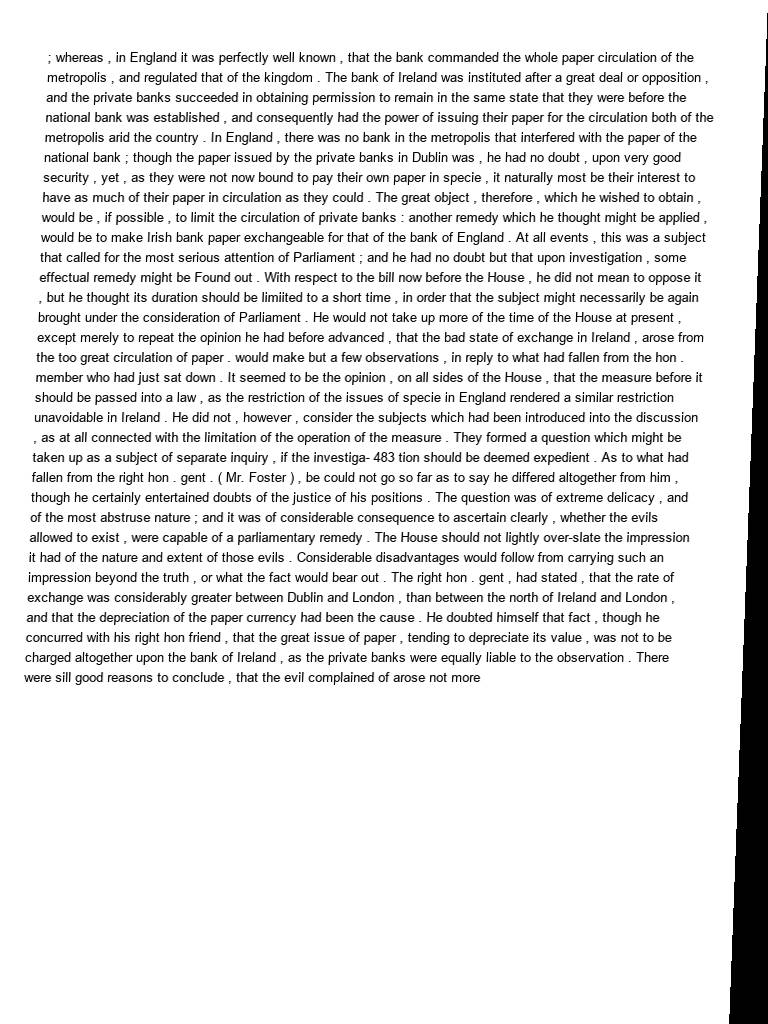 ; whereas , in England it was perfectly well known , that the bank commanded the whole paper circulation of the
metropolis , and regulated that of the kingdom . The bank of Ireland was instituted after a great deal or opposition ,
and the private banks succeeded in obtaining permission to remain in the same state that they were before the
national bank was established , and consequently had the power of issuing their paper for the circulation both of the
metropolis arid the country . In England , there was no bank in the metropolis that interfered with the paper of the
national bank ; though the paper issued by the private banks in Dublin was , he had no doubt , upon very good
security , yet , as they were not now bound to pay their own paper in specie , it naturally most be their interest to
have as much of their paper in circulation as they could . The great object , therefore , which he wished to obtain ,
would be , if possible , to limit the circulation of private banks : another remedy which he thought might be applied ,
would be to make Irish bank paper exchangeable for that of the bank of England . At all events , this was a subject
that called for the most serious attention of Parliament ; and he had no doubt but that upon investigation , some
effectual remedy might be Found out . With respect to the bill now before the House , he did not mean to oppose it
, but he thought its duration should be limiited to a short time , in order that the subject might necessarily be again
brought under the consideration of Parliament . He would not take up more of the time of the House at present ,
except merely to repeat the opinion he had before advanced , that the bad state of exchange in Ireland , arose from
the too great circulation of paper . would make but a few observations , in reply to what had fallen from the hon .
member who had just sat down . It seemed to be the opinion , on all sides of the House , that the measure before it
should be passed into a law , as the restriction of the issues of specie in England rendered a similar restriction
unavoidable in Ireland . He did not , however , consider the subjects which had been introduced into the discussion
, as at all connected with the limitation of the operation of the measure . They formed a question which might be
taken up as a subject of separate inquiry , if the investiga- 483 tion should be deemed expedient . As to what had
fallen from the right hon . gent . ( Mr. Foster ) , be could not go so far as to say he differed altogether from him ,
though he certainly entertained doubts of the justice of his positions . The question was of extreme delicacy , and
of the most abstruse nature ; and it was of considerable consequence to ascertain clearly , whether the evils
allowed to exist , were capable of a parliamentary remedy . The House should not lightly over-slate the impression
it had of the nature and extent of those evils . Considerable disadvantages would follow from carrying such an
impression beyond the truth , or what the fact would bear out . The right hon . gent , had stated , that the rate of
exchange was considerably greater between Dublin and London , than between the north of Ireland and London ,
and that the depreciation of the paper currency had been the cause . He doubted himself that fact , though he
concurred with his right hon friend , that the great issue of paper , tending to depreciate its value , was not to be
charged altogether upon the bank of Ireland , as the private banks were equally liable to the observation . There
were sill good reasons to conclude , that the evil complained of arose not more